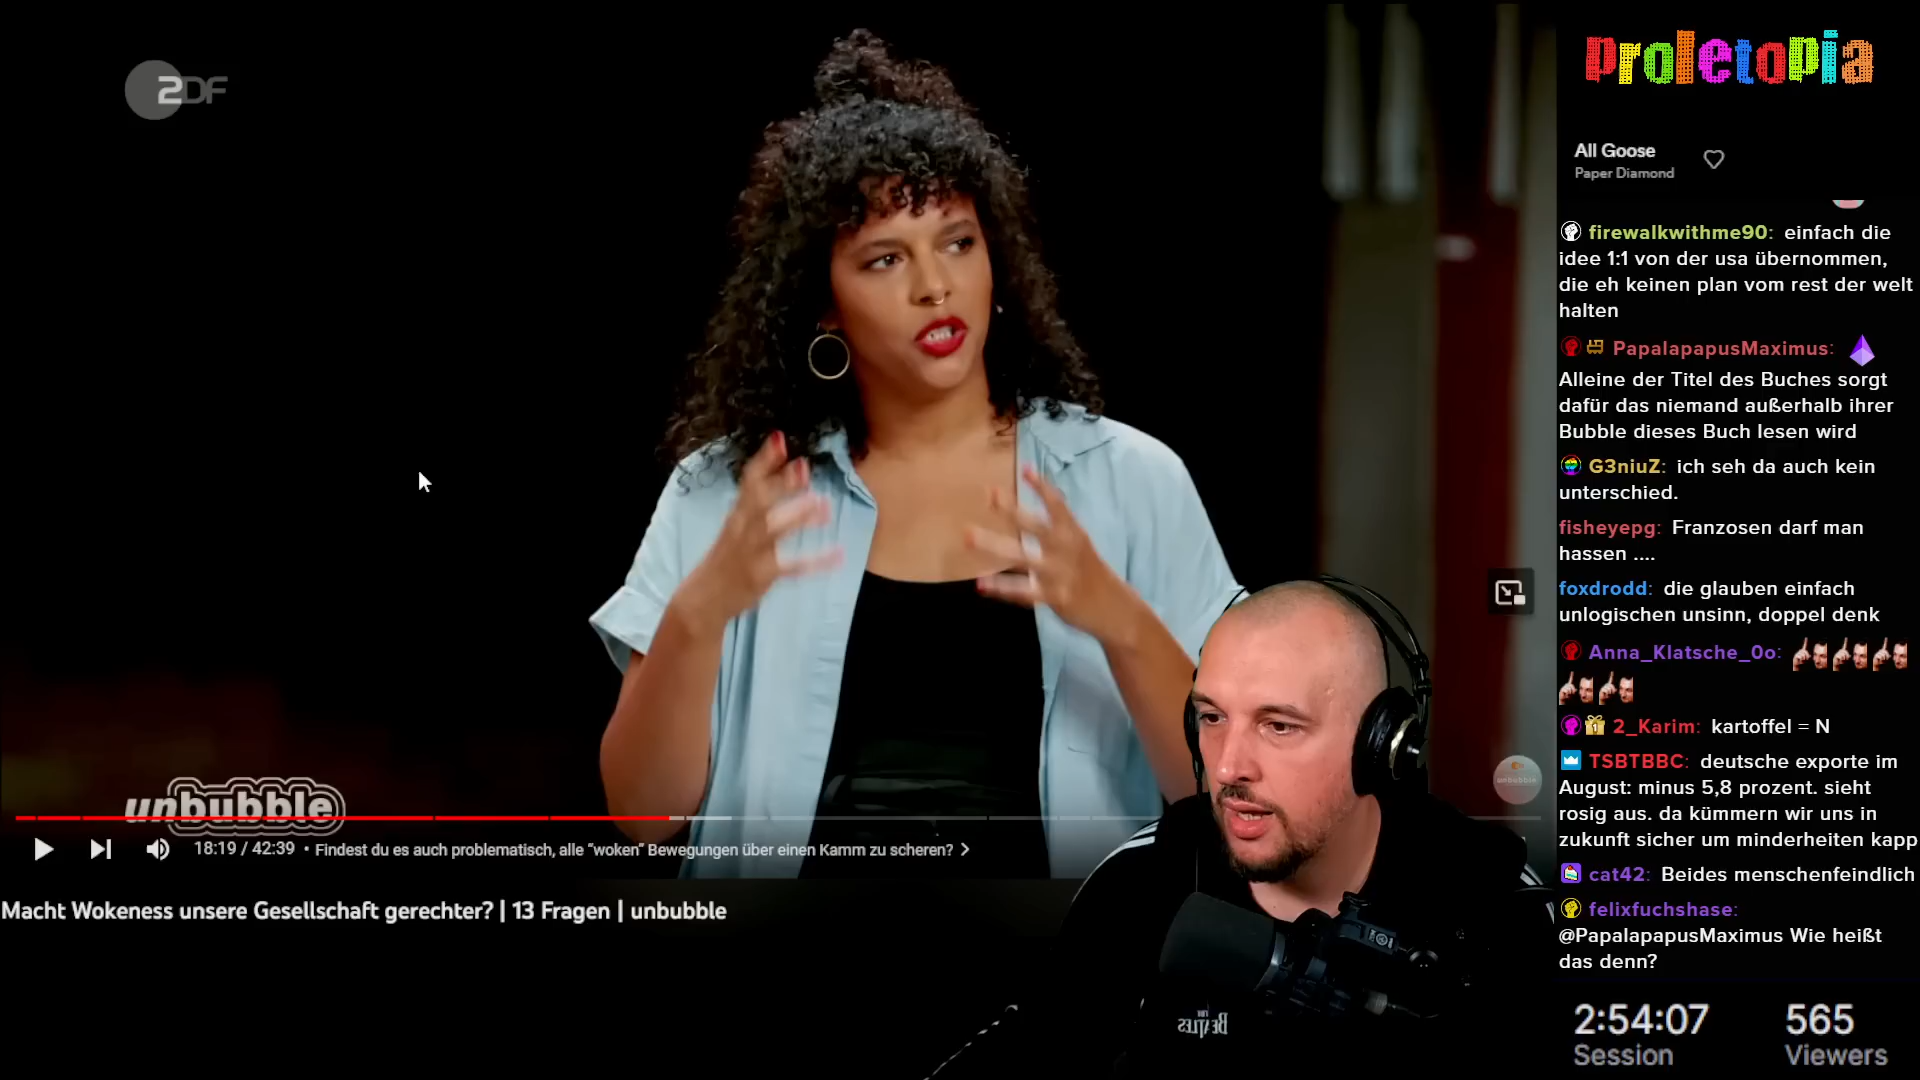 2DF
unbubble
18:19 / 42:39 • Findest du es auch problematisch, alle "woken" Bewegungen über einen Kamm zu scheren? >
Macht Wokeness unsere Gesellschaft gerechter? | 13 Fragen | unbubble
unbubble
THE BEATLES
Proletopia
All Goose
Paper Diamond
firewalkwithme90: einfach die
idee 1:1 von der usa übernommen,
die eh keinen plan vom rest der welt
halten
PapalapapusMaximus:
Alleine der Titel des Buches sorgt
dafür das niemand außerhalb ihrer
Bubble dieses Buch lesen wird
G3niuZ: ich seh da auch kein
unterschied.
fisheyepg: Franzosen darf man
hassen ....
foxdrodd: die glauben einfach
unlogischen unsinn, doppel denk
Anna_Klatsche_0o:
2_Karim: kartoffel = N
TSBTBBC: deutsche exporte im
August: minus 5,8 prozent. sieht
rosig aus. da kümmern wir uns in
zukunft sicher um minderheiten kapp
cat42: Beides menschenfeindlich
felixfuchshase:
@PapalapapusMaximus Wie heißt
das denn?
2:54:07
Session
565
Viewers